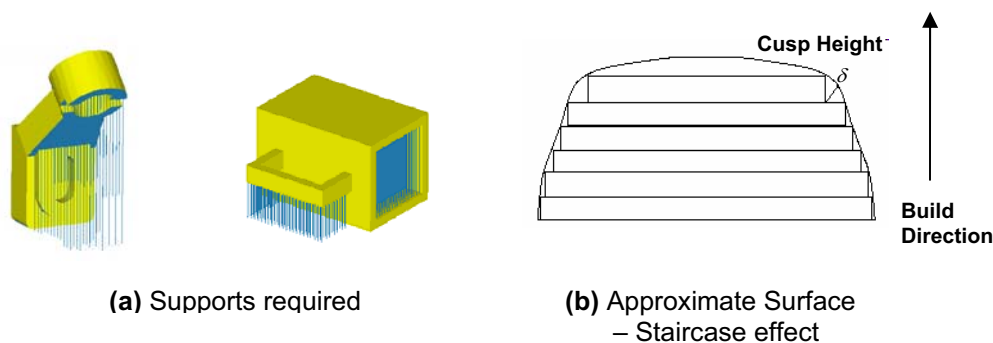 Cusp Height
δ
Build
Direction
(a) Supports required
(b) Approximate Surface
– Staircase effect